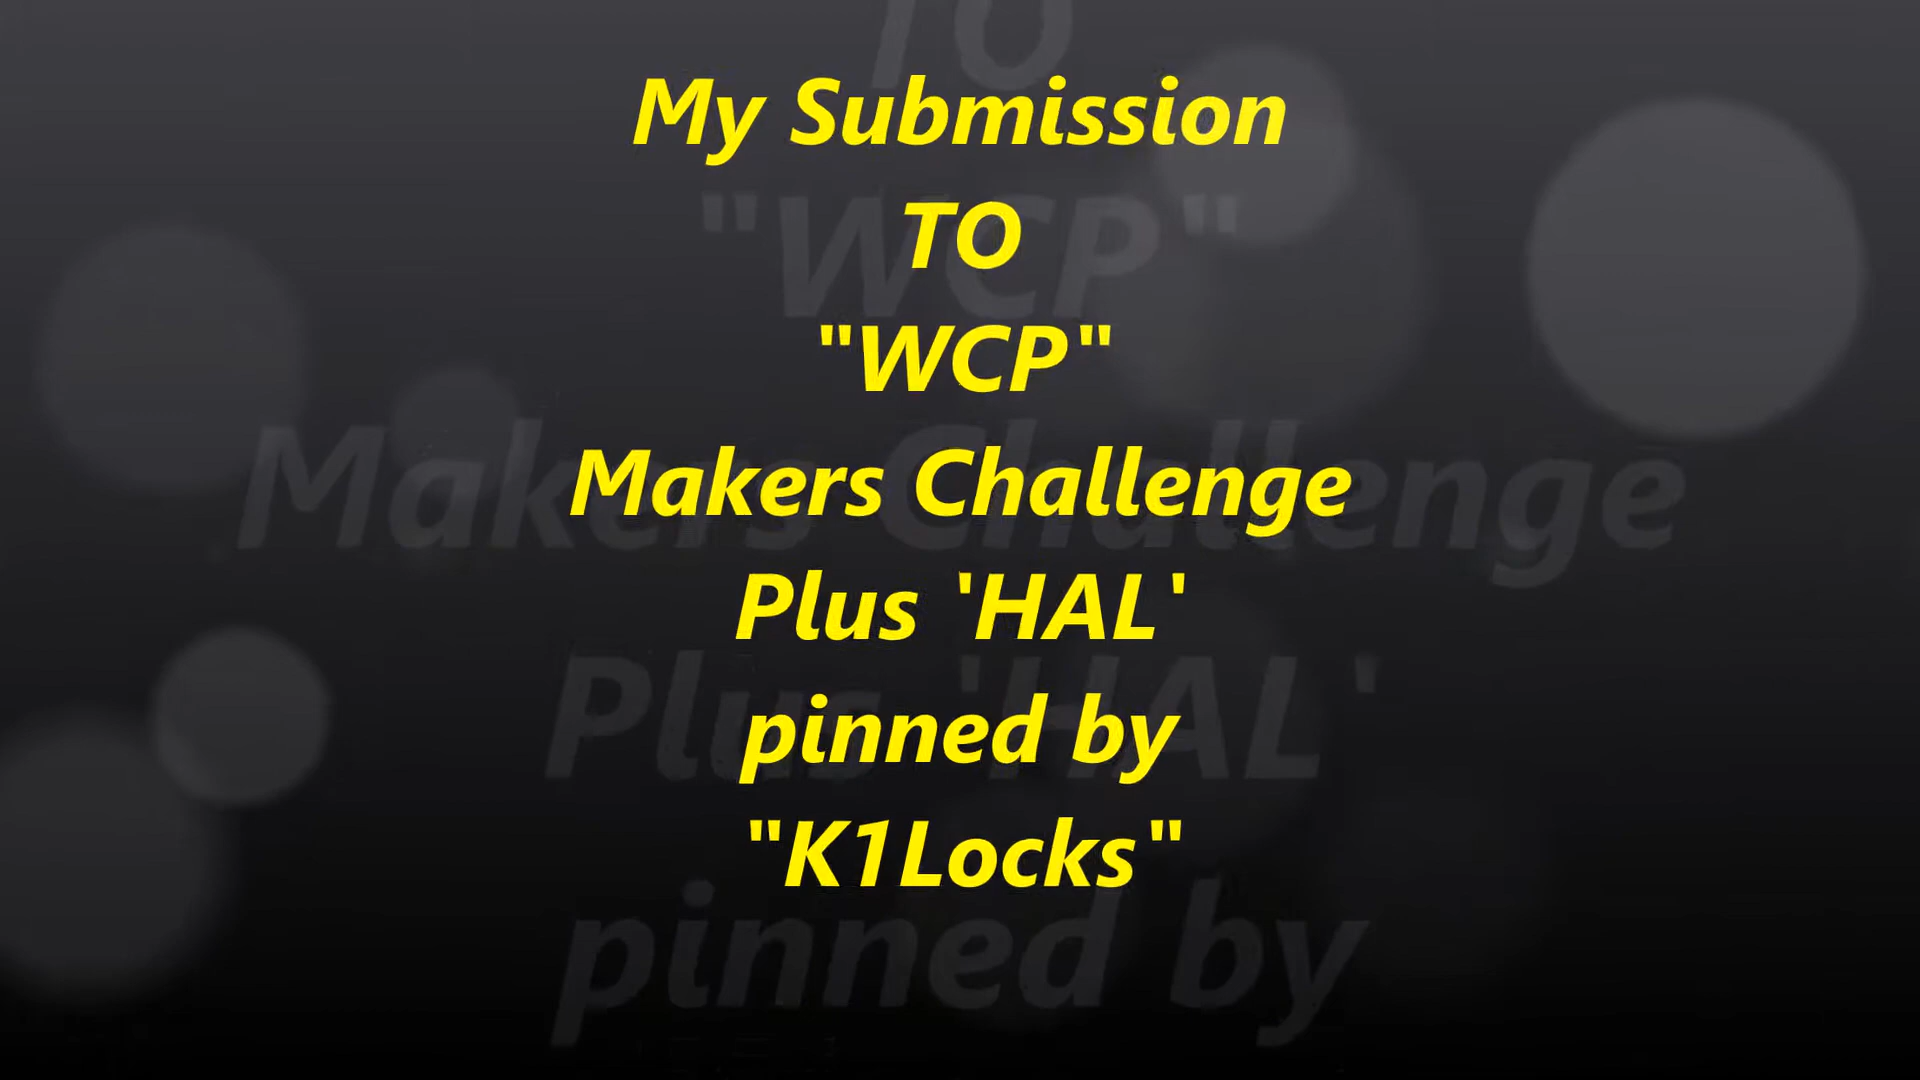 My Submission
TO
"WCP"
Makers Challenge
Plus 'HAL'
pinned by
"K1Locks"